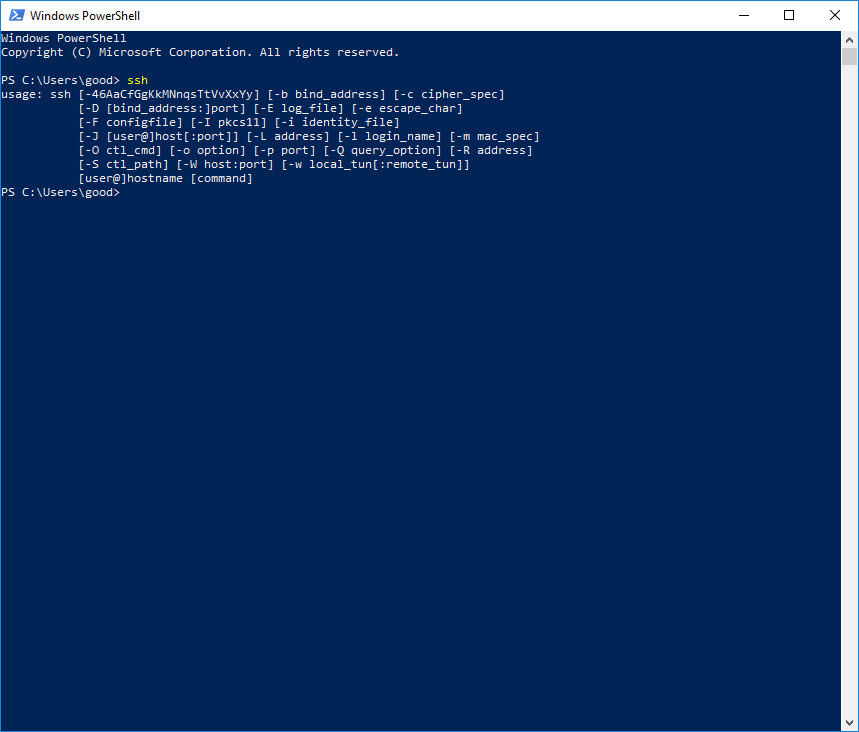 Windows PowerShell
Windows PowerShell
Copyright (C) Microsoft Corporation. All rights reserved.
PS C:\Users\good> ssh
usage: ssh [-46AaCfGgKkMNnqsTtVvXxYy] [-b bind_address] [-c cipher_spec]
[-D [bind_address:]port] [-E log_file] [-e escape_char]
[-F configfile] [-I pkcs11] [-i identity_file]
[-J [user@]host[:port]] [-L address] [-l login_name] [-m mac_spec]
[-O ctl_cmd] [-o option] [-p port] [-Q query_option] [-R address]
[-S ctl_path] [-W host:port] [-w local_tun[:remote_tun]]
[user@]hostname [command]
PS C:\Users\good>